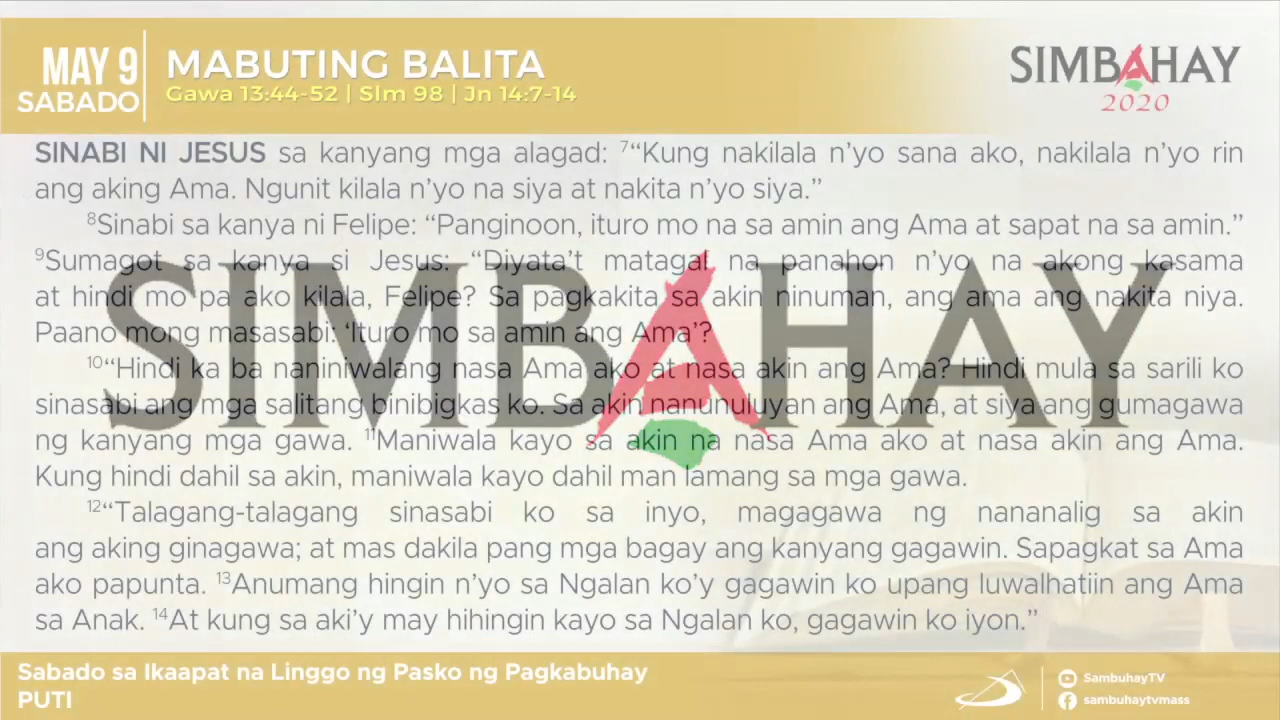 MAY 9
SABADO
MABUTING BALITA
Gawa 13:44-52 | Slm 98 | Jn 14:7-14
SIMBAHAY
2020
SINABI NI JESUS sa kanyang mga alagad: ⁷“Kung nakilala n’yo sana ako, nakilala n’yo rin
ang aking Ama. Ngunit kilala n’yo na siya at nakita n’yo siya.”
⁸Sinabi sa kanya ni Felipe: “Panginoon, ituro mo na sa amin ang Ama at sapat na sa amin.”
⁹Sumagot sa kanya si Jesus: “Diyata’t matagal na panahon n’yo na akong kasama
at hindi mo pa ako kilala, Felipe? Sa pagkakita sa akin ninuman, ang ama ang nakita niya.
Paano mong masasabi: ‘Ituro mo sa amin ang Ama’?
¹⁰“Hindi ka ba naniniwalang nasa Ama ako at nasa akin ang Ama? Hindi mula sa sarili ko
sinasabi ang mga salitang binibigkas ko. Sa akin nanunuluyan ang Ama, at siya ang gumagawa
ng kanyang mga gawa. ¹¹Maniwala kayo sa akin na nasa Ama ako at nasa akin ang Ama.
Kung hindi dahil sa akin, maniwala kayo dahil man lamang sa mga gawa.
¹²“Talagang-talagang sinasabi ko sa inyo, magagawa ng nananalig sa akin
ang aking ginagawa; at mas dakila pang mga bagay ang kanyang gagawin. Sapagkat sa Ama
ako papunta. ¹³Anumang hingin n’yo sa Ngalan ko’y gagawin ko upang luwalhatiin ang Ama
sa Anak. ¹⁴At kung sa aki’y may hihingin kayo sa Ngalan ko, gagawin ko iyon.”
SIMBAHAY
Sabado sa Ikaapat na Linggo ng Pasko ng Pagkabuhay
PUTI
SambuhayTV
sambuhaytvmass